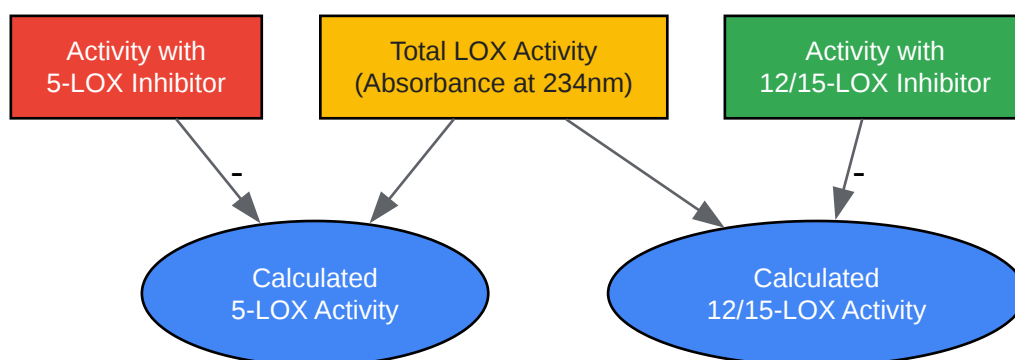 Activity with
5-LOX Inhibitor
Total LOX Activity
(Absorbance at 234nm)
Activity with
12/15-LOX Inhibitor
-
-
Calculated
5-LOX Activity
Calculated
12/15-LOX Activity